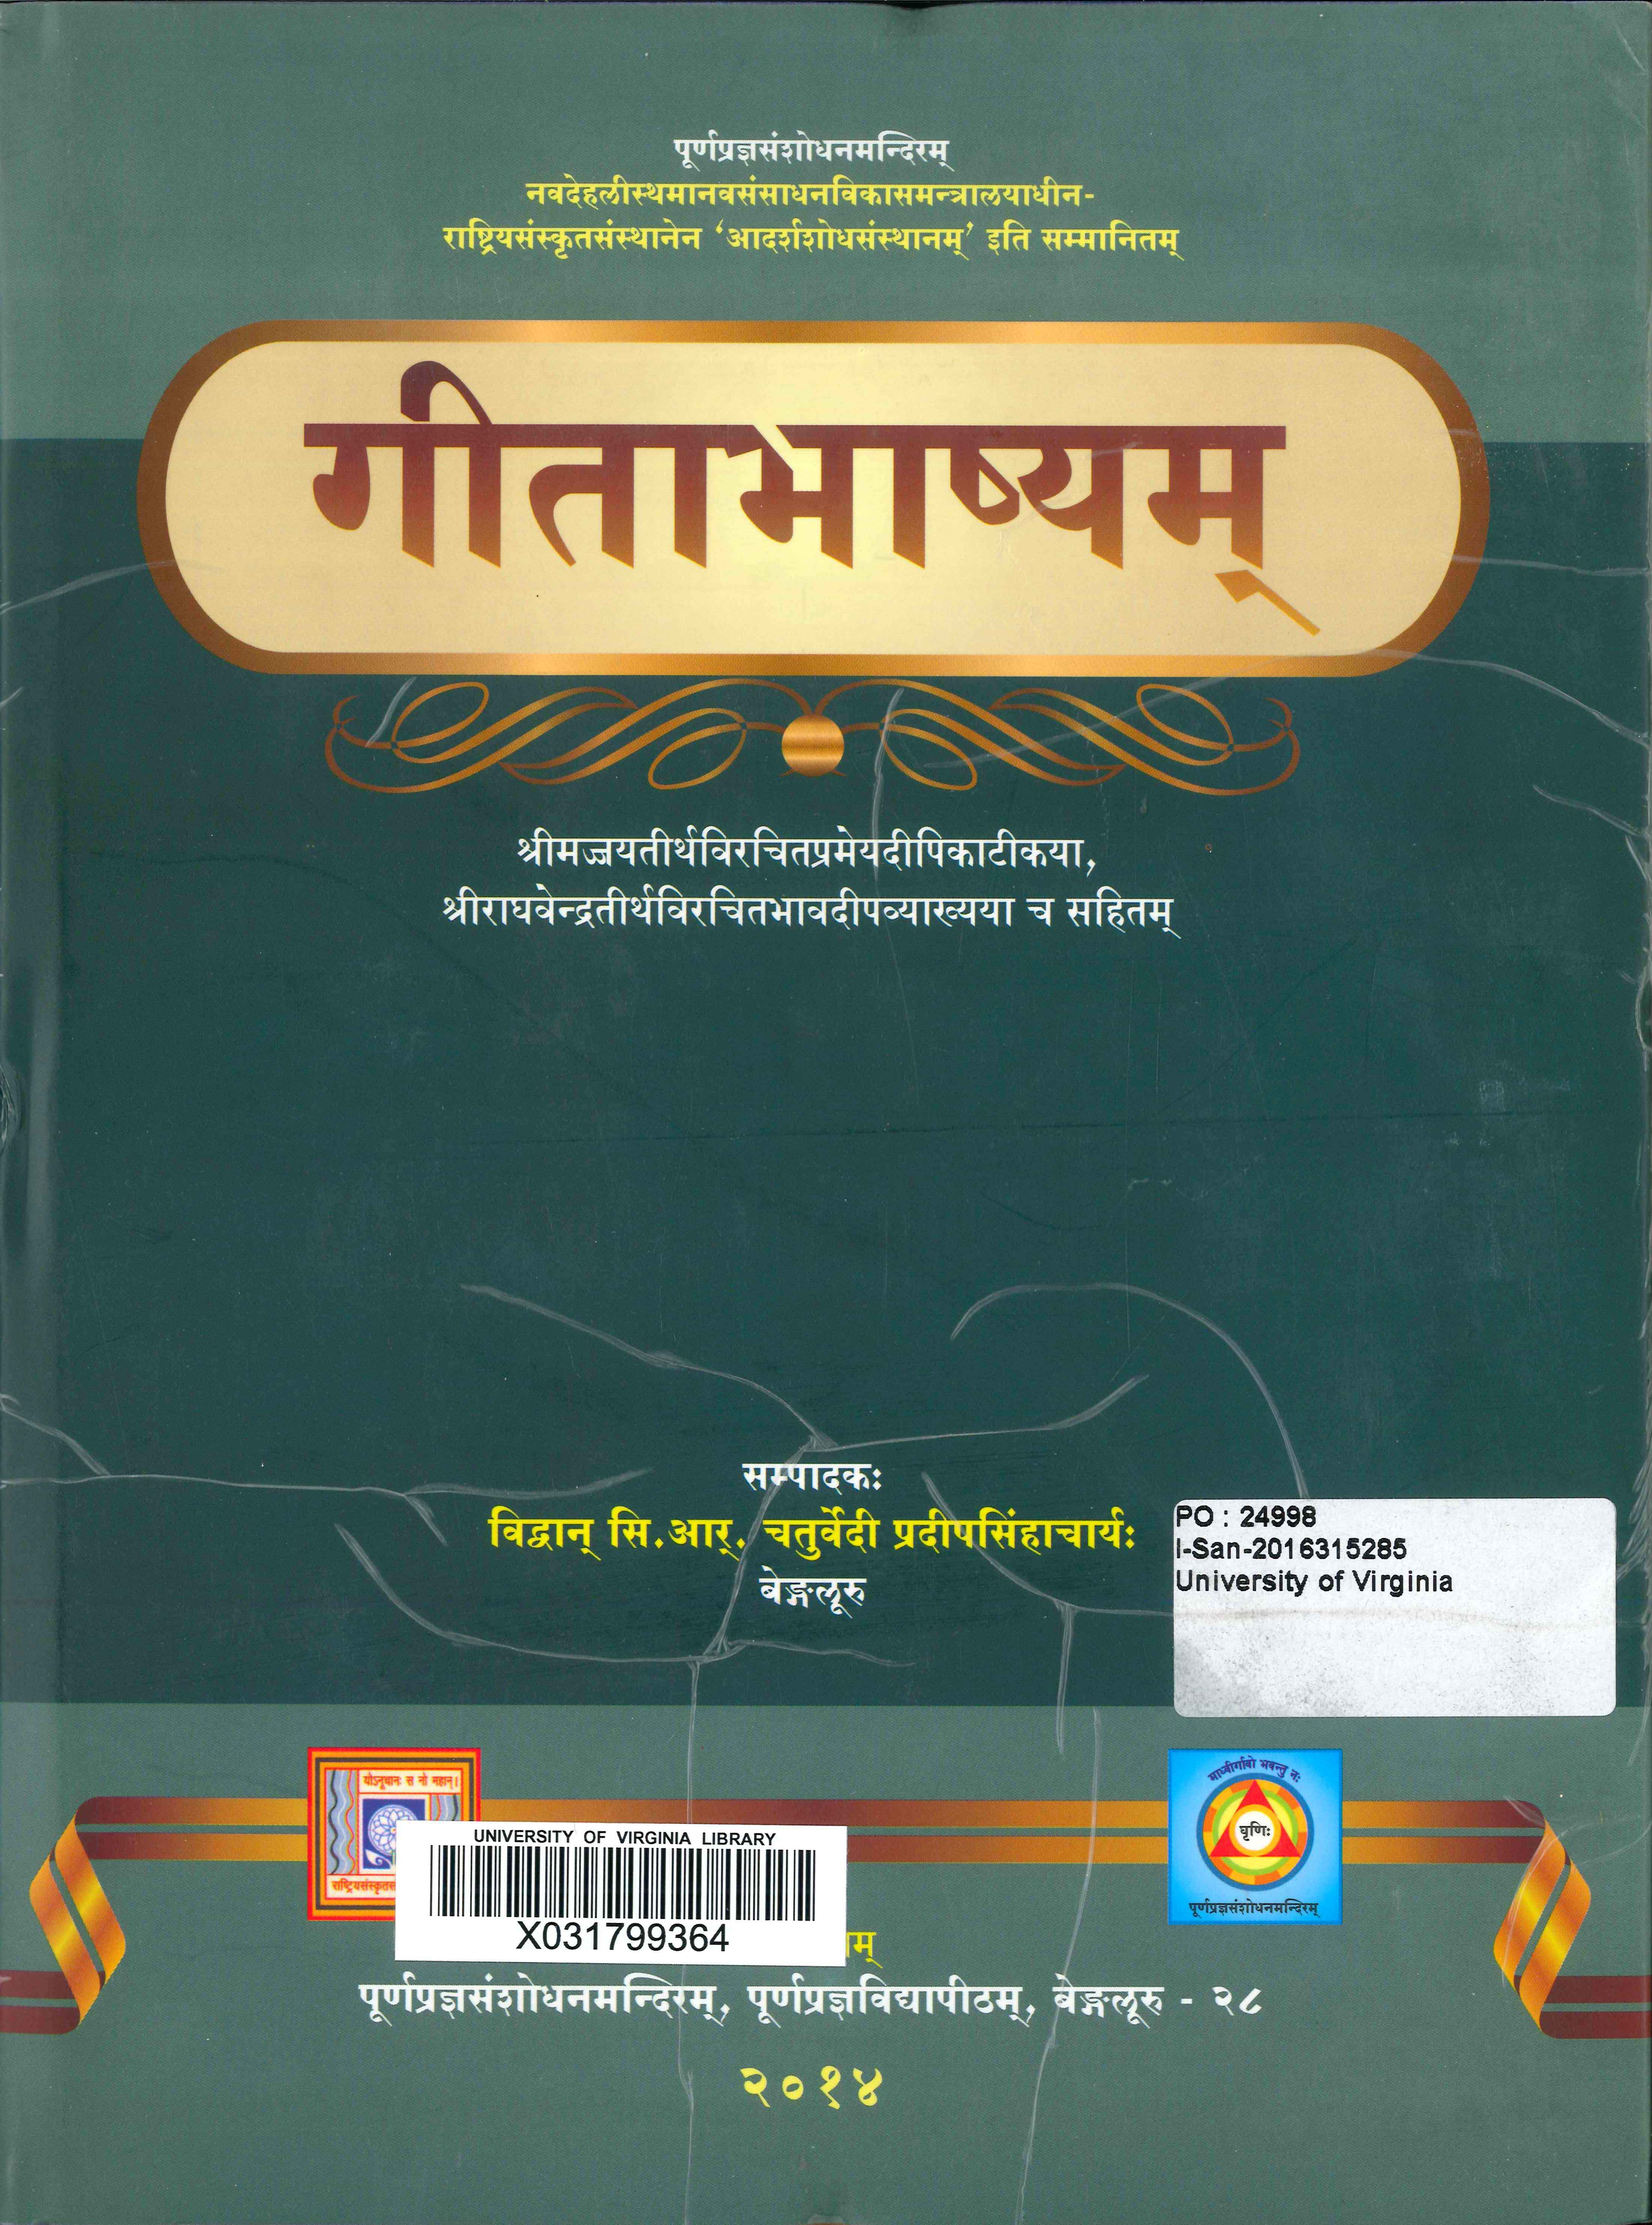 पूर्णप्रज्ञसंशोधनमन्दिरम्
नवदेहलीस्थमानवसंसाधनविकासमन्त्रालयाधीन-
राष्ट्रियसंस्कृतसंस्थानेन ‘आदर्शशोधसंस्थानम्’ इति सम्मानितम्
गीताभाष्यम्
श्रीमज्जयतीर्थविरचितप्रमेयदीपिकाटीकया,
श्रीराघवेन्द्रतीर्थविरचितभावदीपव्याख्यया च सहितम्
सम्पादकः
विद्वान् सि.आर्. चतुर्वेदी प्रदीपसिंहाचार्यः
बेङ्गलूरु
PO : 24998
I-San-2016315285
University of Virginia
योऽनूचानः स नो महान्।
राष्ट्रियसंस्कृतस
माध्वीर्गावो भवन्तु नः
घृणिः
पूर्णप्रज्ञसंशोधनमन्दिरम्
UNIVERSITY OF VIRGINIA LIBRARY
X031799364
पूर्णप्रज्ञसंशोधनमन्दिरम्, पूर्णप्रज्ञविद्यापीठम्, बेङ्गलूरु - २८
२०१४